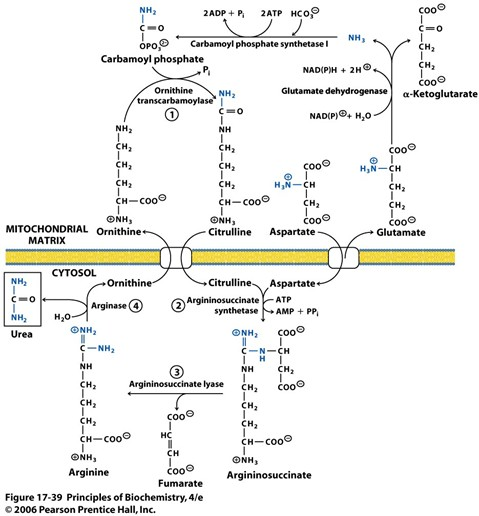 NH₂
C = O
OPO₃²⊖
Carbamoyl phosphate
2 ADP + Pᵢ
2 ATP
HCO₃⊖
Carbamoyl phosphate synthetase I
NH₃
COO⊖
C = O
CH₂
CH₂
COO⊖
α-Ketoglutarate
NAD(P)H + 2H⊕
Glutamate dehydrogenase
NAD(P)⊕ + H₂O
Pᵢ
Ornithine
transcarbamoylase
①
NH₂
CH₂
CH₂
CH₂
CH — COO⊖
⊕NH₃
Ornithine
NH₂
C = O
NH
CH₂
CH₂
CH₂
CH — COO⊖
⊕NH₃
Citrulline
COO⊖
H₃N⊕ — CH
CH₂
COO⊖
Aspartate
COO⊖
H₃N⊕ — CH
CH₂
CH₂
COO⊖
Glutamate
MITOCHONDRIAL
MATRIX
CYTOSOL
NH₂
C = O
NH₂
Urea
Ornithine
Arginase ④
H₂O
Citrulline
Aspartate
② Argininosuccinate
synthetase
ATP
AMP + PPᵢ
⊕NH₂
C — NH₂
NH
CH₂
CH₂
CH₂
CH — COO⊖
⊕NH₃
Arginine
③
Argininosuccinate lyase
COO⊖
HC
CH
COO⊖
Fumarate
⊕NH₂
C — N — CH
H
COO⊖
CH₂
COO⊖
NH
CH₂
CH₂
CH₂
CH — COO⊖
⊕NH₃
Argininosuccinate
Figure 17-39 Principles of Biochemistry, 4/e
© 2006 Pearson Prentice Hall, Inc.